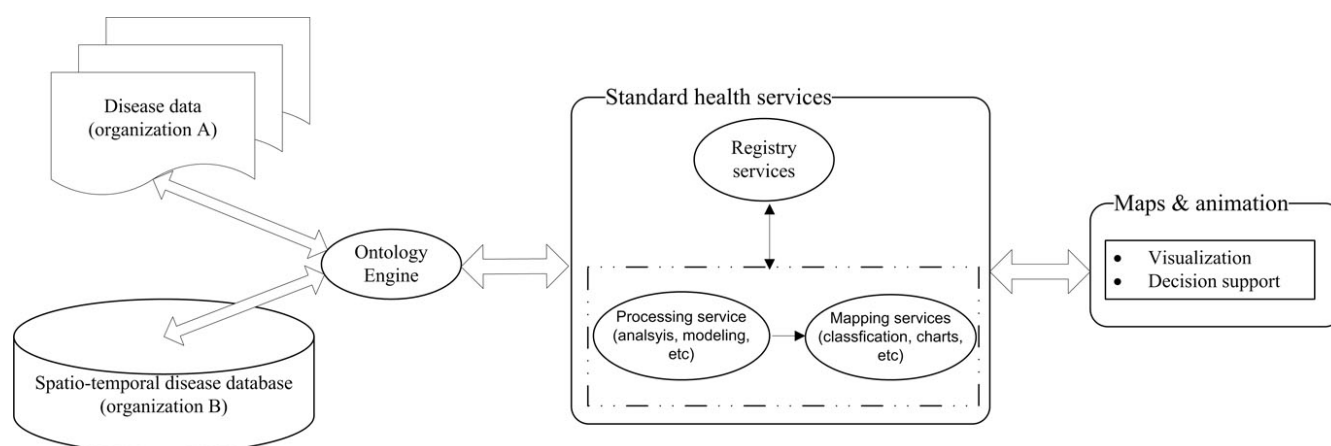 Disease data
(organization A)
Spatio-temporal disease database
(organization B)
Ontology
Engine
Standard health services
Registry
services
Processing service
(analsyis, modeling,
etc)
Mapping services
(classfication, charts,
etc)
Maps & animation
• Visualization
• Decision support